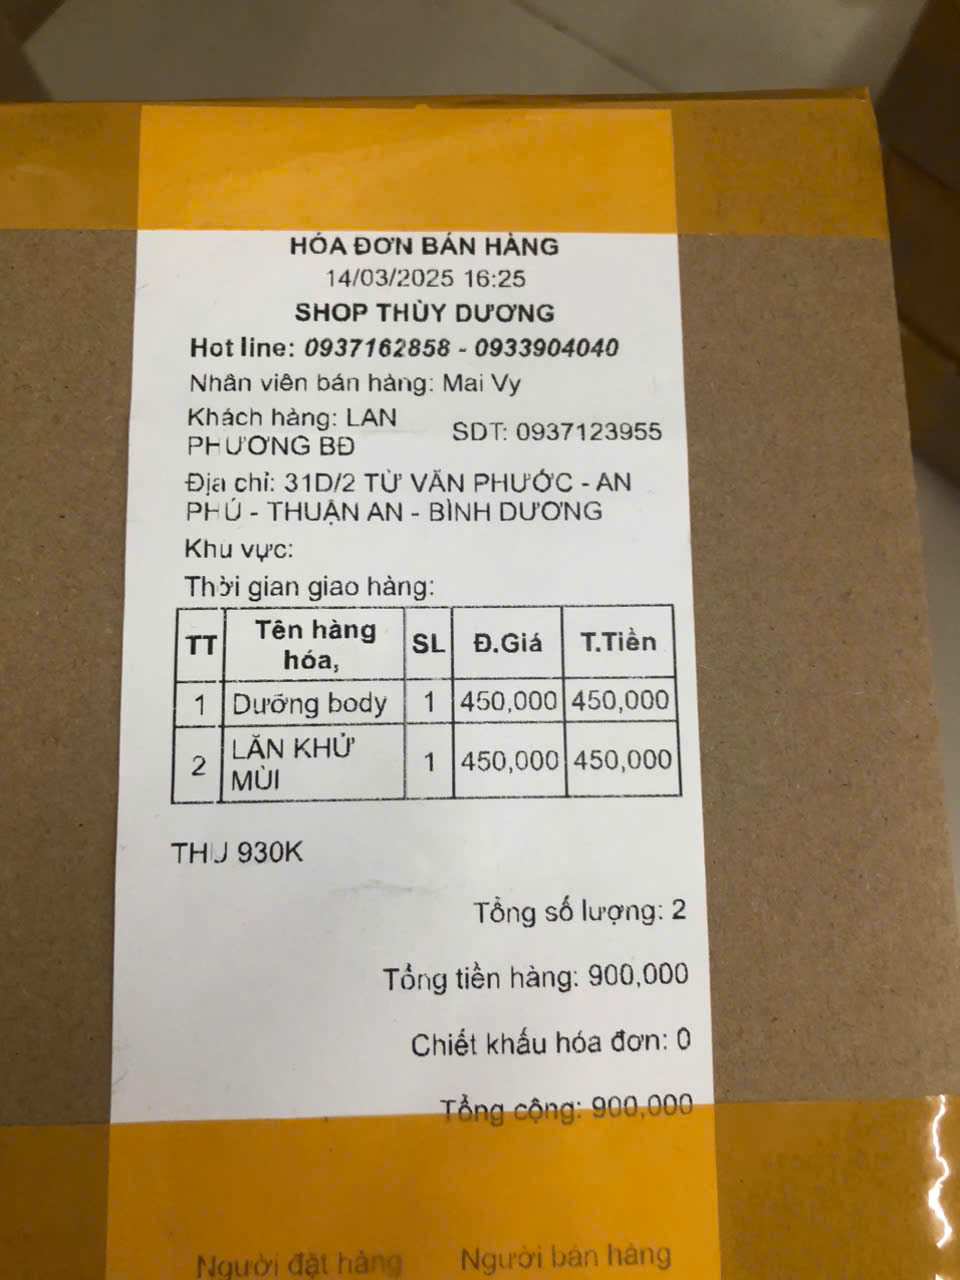 HÓA ĐƠN BÁN HÀNG
14/03/2025 16:25
SHOP THÙY DƯƠNG
Hot line: 0937162858 - 0933904040
Nhân viên bán hàng: Mai Vy
Khách hàng: LAN PHƯƠNG BĐ
SDT: 0937123955
Địa chỉ: 31D/2 TỪ VĂN PHƯỚC - AN
PHÚ - THUẬN AN - BÌNH DƯƠNG
Khu vực:
Thời gian giao hàng:
TT Tên hàng hóa, SL Đ.Giá T.Tiền
1 Dưỡng body 1 450,000 450,000
2 LĂN KHỬ MÙI 1 450,000 450,000
THU 930K
Tổng số lượng: 2
Tổng tiền hàng: 900,000
Chiết khấu hóa đơn: 0
Tổng cộng: 900,000
Người đặt hàng Người bán hàng